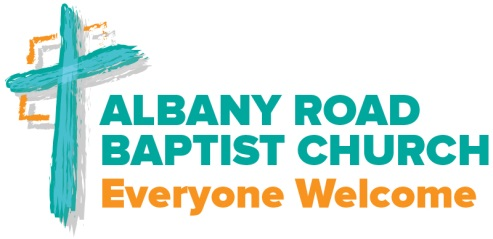 ALBANY ROAD
BAPTIST CHURCH
Everyone Welcome